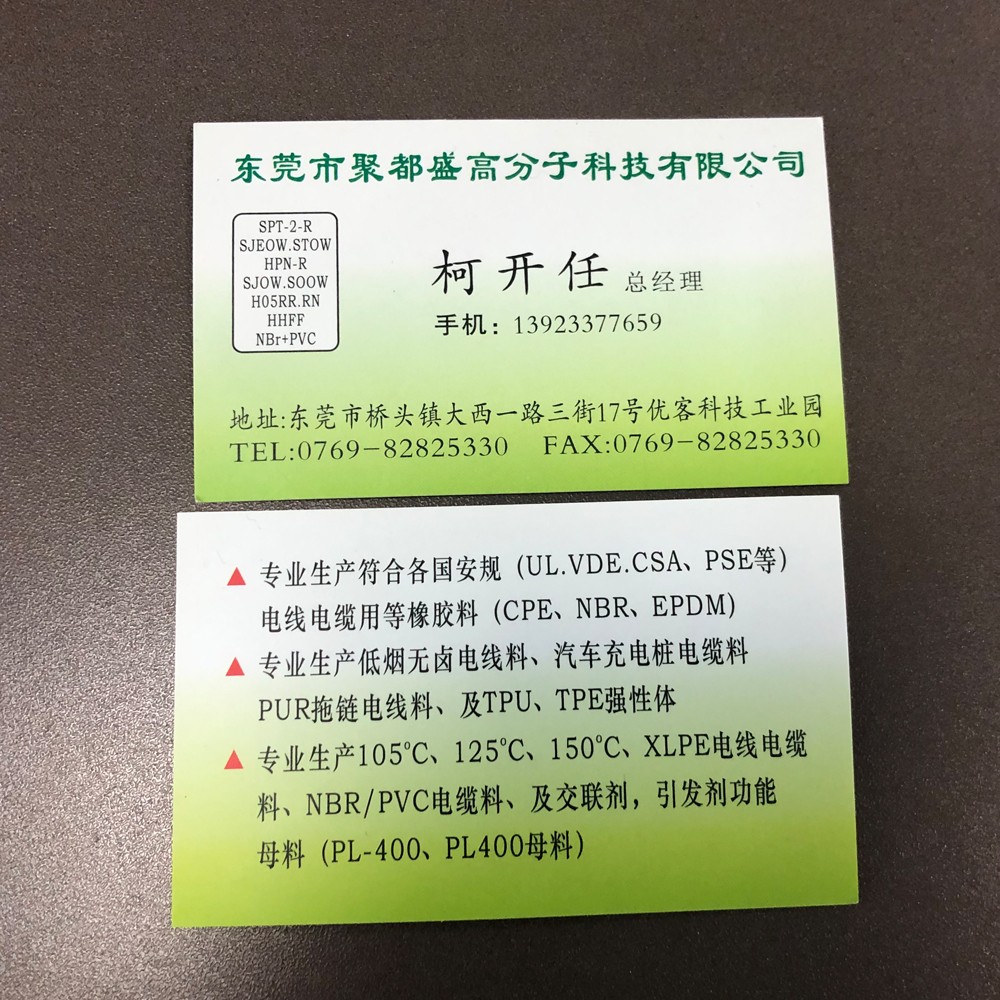 东莞市聚都盛高分子科技有限公司
SPT-2-R
SJEOW.STOW
HPN-R
SJOW.SOOW
H05RR.RN
HHFF
NBr+PVC
柯开任 总经理
手机：13923377659
地址:东莞市桥头镇大西一路三街17号优客科技工业园
TEL:0769-82825330 FAX:0769-82825330
▲ 专业生产符合各国安规（UL.VDE.CSA、PSE等）
电线电缆用等橡胶料（CPE、NBR、EPDM）
▲ 专业生产低烟无卤电线料、汽车充电桩电缆料
PUR拖链电线料、及TPU、TPE强性体
▲ 专业生产105℃、125℃、150℃、XLPE电线电缆
料、NBR/PVC电缆料、及交联剂，引发剂功能
母料（PL-400、PL400母料）